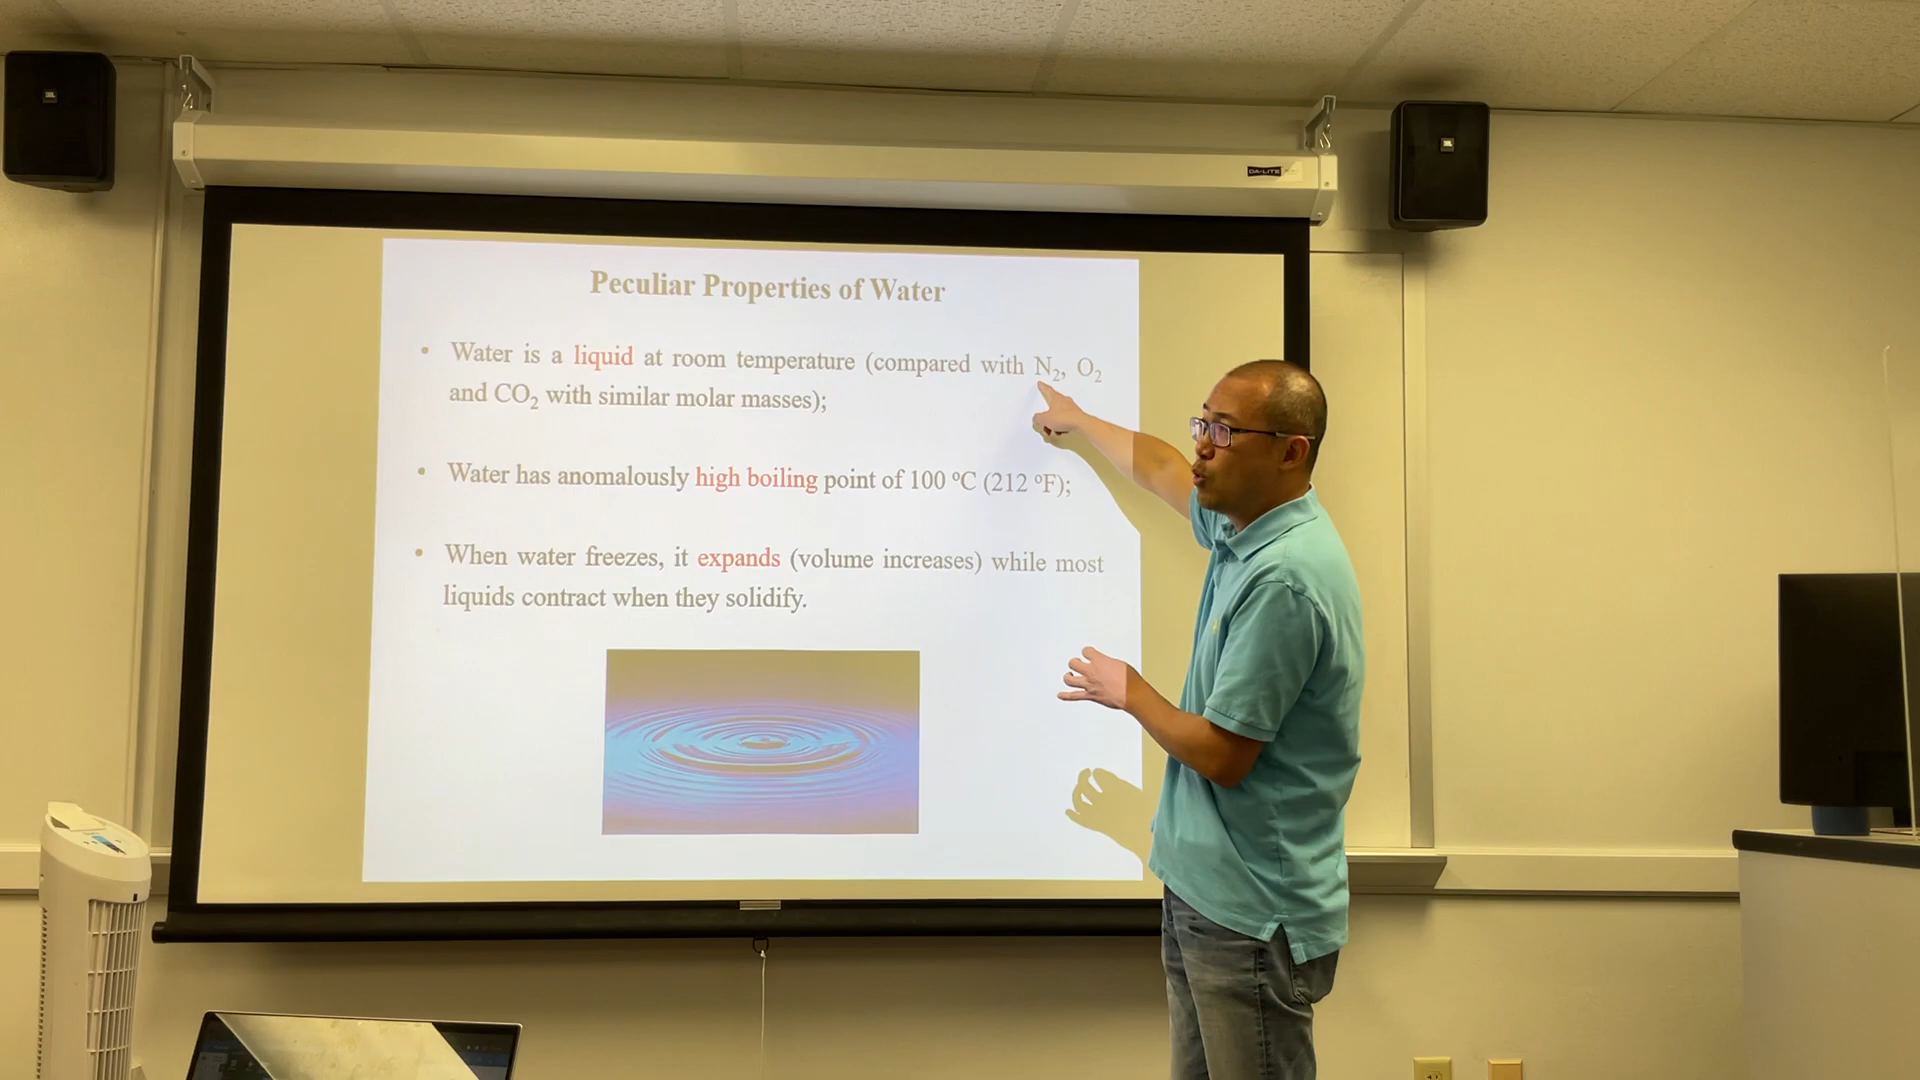 JBL
JBL
DA-LITE
Peculiar Properties of Water
• Water is a liquid at room temperature (compared with N₂, O₂
and CO₂ with similar molar masses);
• Water has anomalously high boiling point of 100 ºC (212 ºF);
• When water freezes, it expands (volume increases) while most
liquids contract when they solidify.